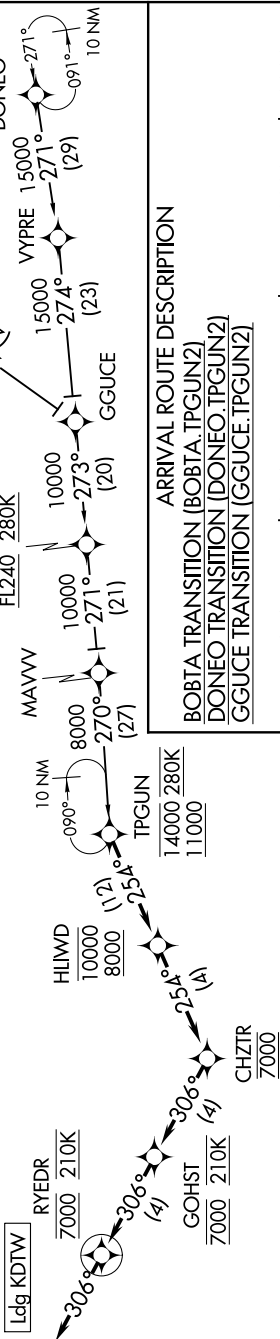 DONEO
271°
091°
10 NM
15000
271°
(29)
VYPRE
15000
274°
(23)
GGUCE
10000
273°
(20)
FL240 280K
10000
271°
(21)
MAVVV
8000
270°
(27)
10 NM
090°
TPGUN
14000 280K
11000
(12)
254°
HLIWD
10000
8000
254°
(4)
CHZTR
7000
306°
(4)
GOHST
7000 210K
306°
(4)
RYEDR
7000 210K
306°
Ldg KDTW
ARRIVAL ROUTE DESCRIPTION
BOBTA TRANSITION (BOBTA.TPGUN2)
DONEO TRANSITION (DONEO.TPGUN2)
GGUCE TRANSITION (GGUCE.TPGUN2)